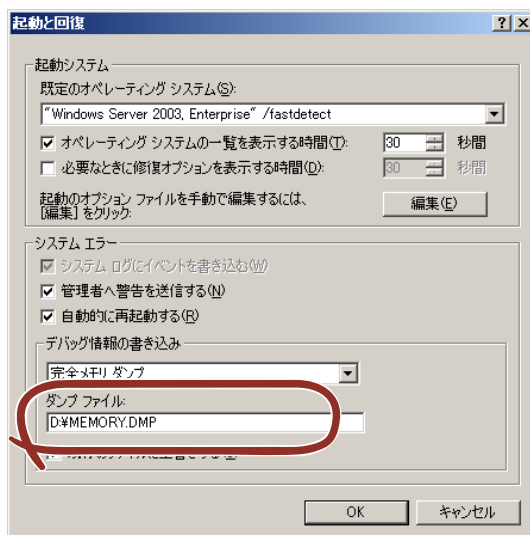 起動と回復
起動システム
既定のオペレーティング システム(S):
"Windows Server 2003, Enterprise" /fastdetect
オペレーティング システムの一覧を表示する時間(T): 30 秒間
必要なときに修復オプションを表示する時間(D): 30 秒間
起動のオプション ファイルを手動で編集するには、
[編集] をクリック: 編集(E)
システム エラー
システム ログにイベントを書き込む(W)
管理者へ警告を送信する(N)
自動的に再起動する(R)
デバッグ情報の書き込み
完全メモリ ダンプ
ダンプ ファイル:
D:¥MEMORY.DMP
OK キャンセル